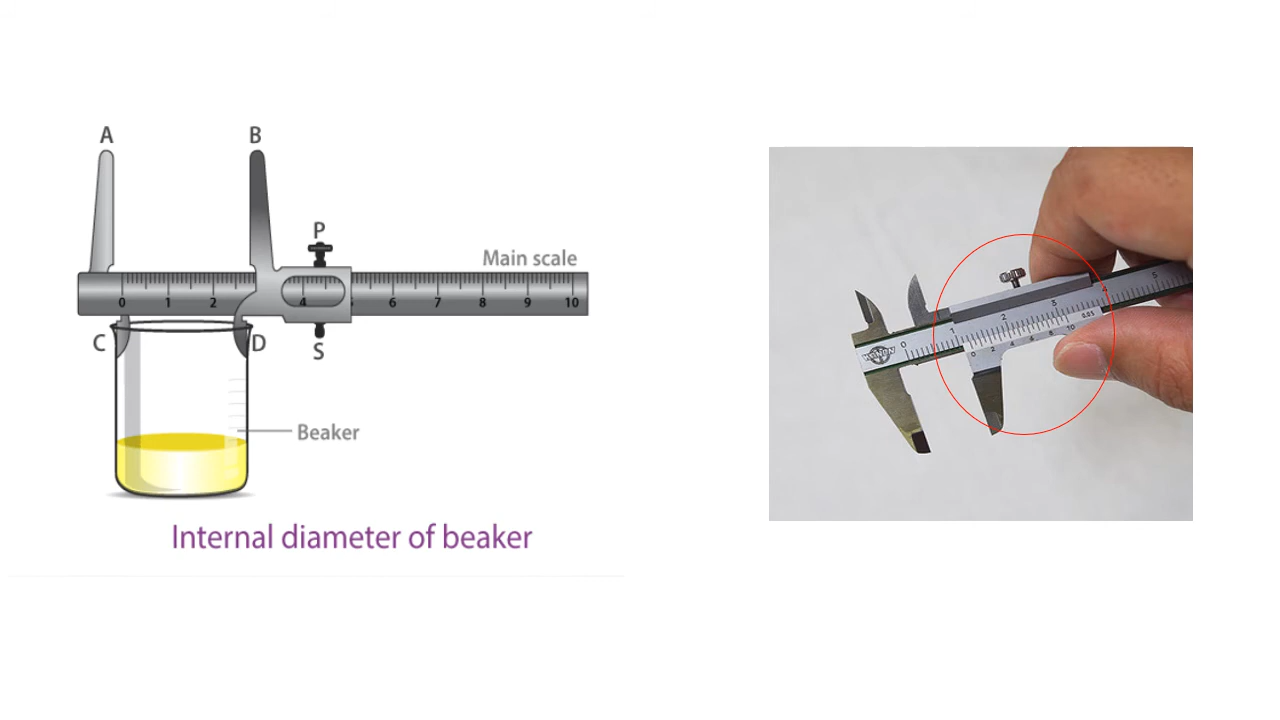 A
B
P
Main scale
0 1 2 4 6 7 8 9 10
C
D
S
Beaker
Internal diameter of beaker
0 1 2 3 4 5
0 2 4 6 8 10
0.05